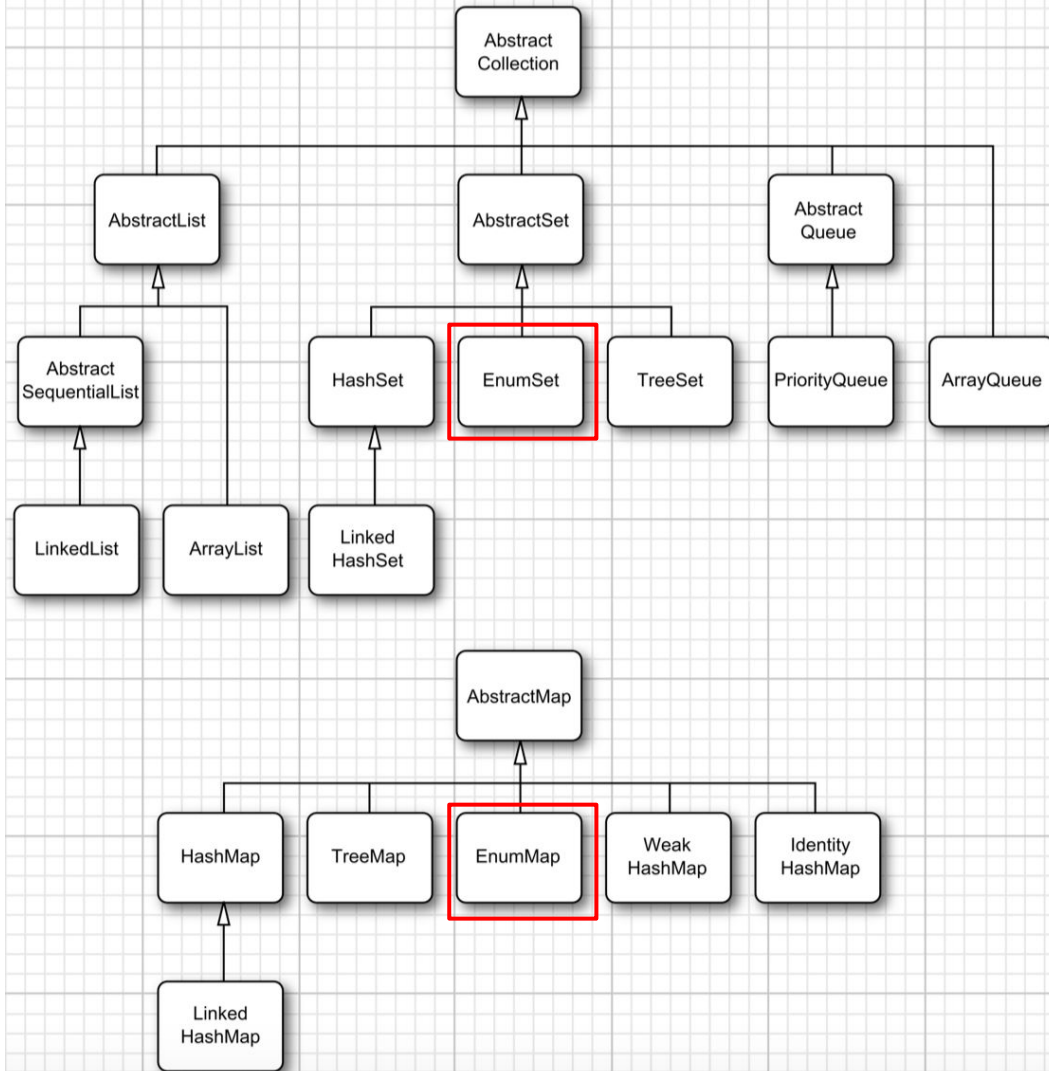 Abstract
Collection
AbstractList
AbstractSet
Abstract
Queue
Abstract
SequentialList
HashSet
EnumSet
TreeSet
PriorityQueue
ArrayQueue
LinkedList
ArrayList
Linked
HashSet
AbstractMap
HashMap
TreeMap
EnumMap
Weak
HashMap
Identity
HashMap
Linked
HashMap